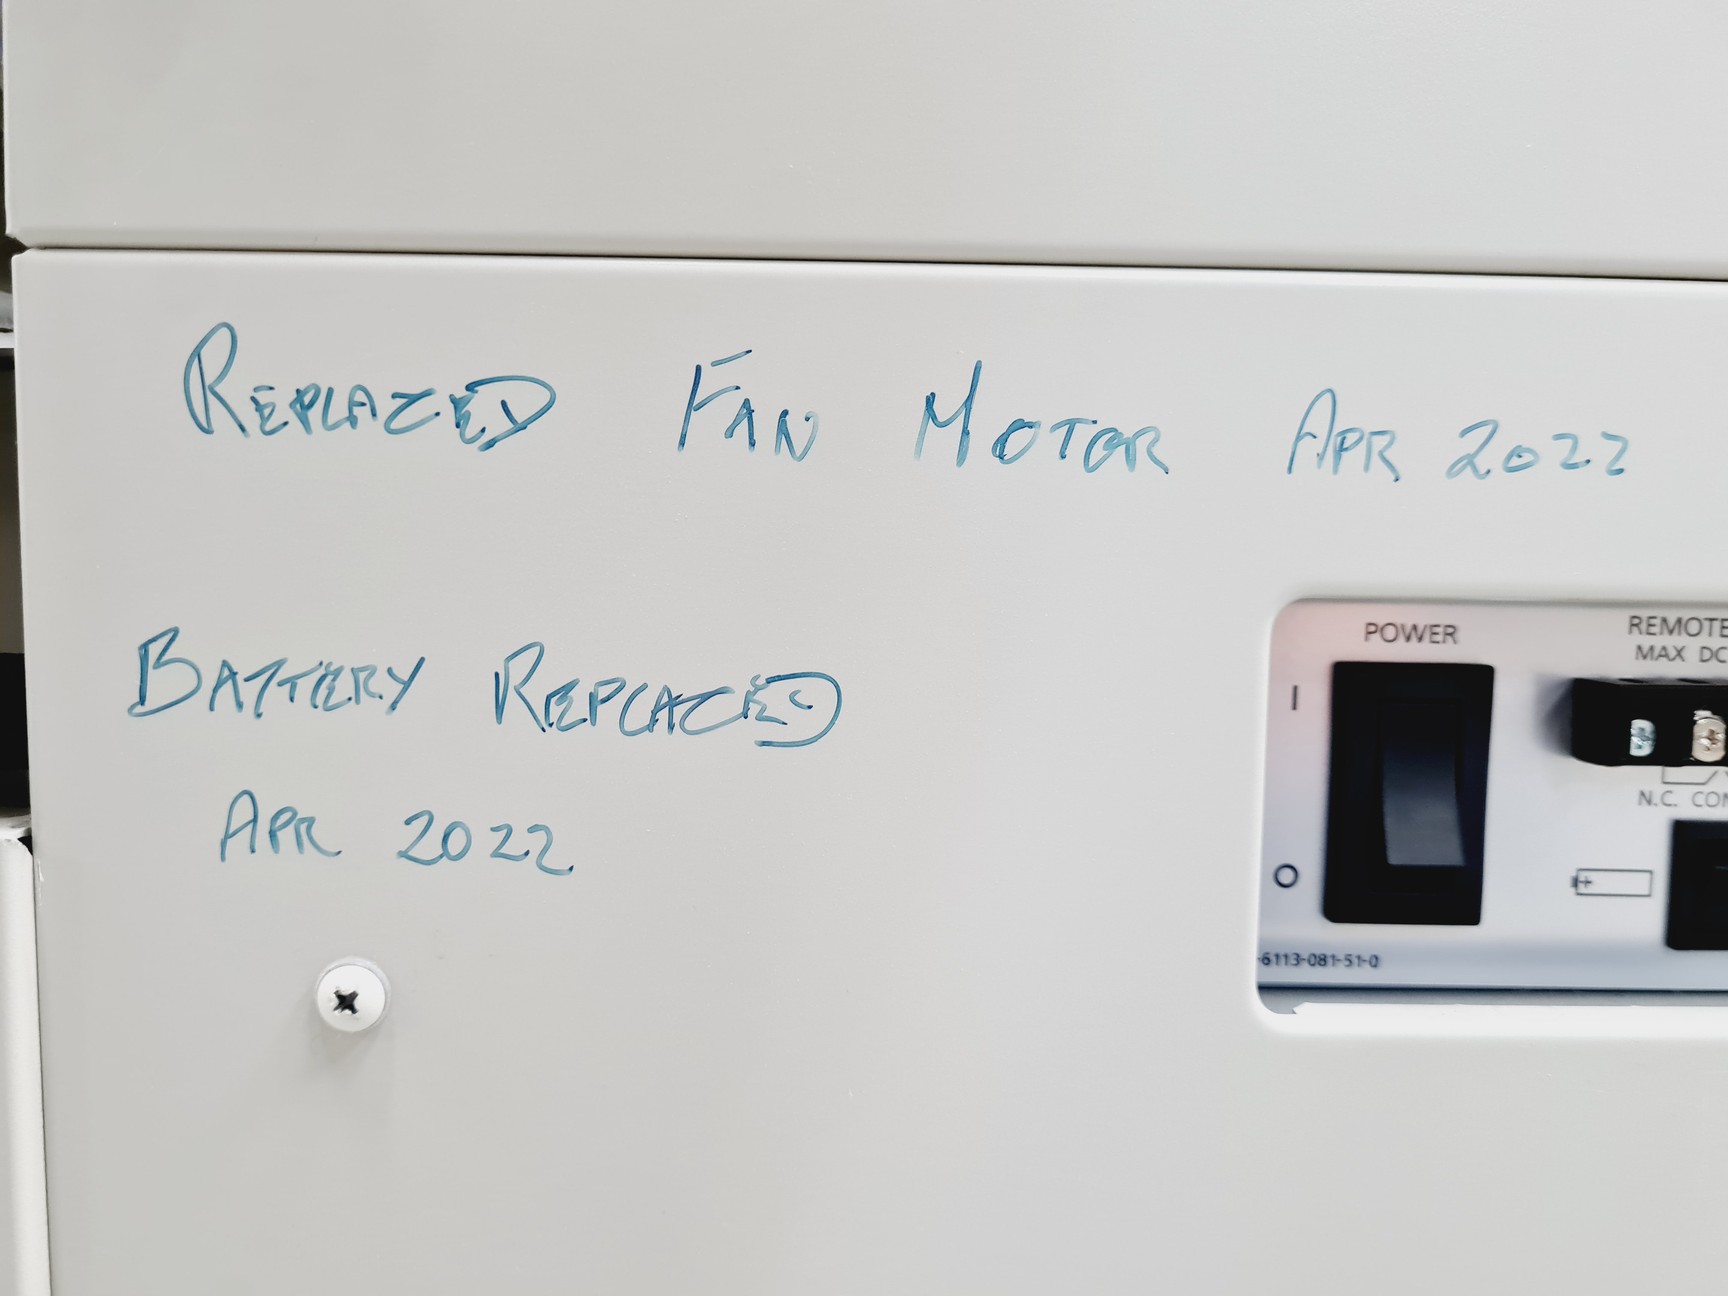 REPLACED FAN MOTOR APR 2022
BATTERY REPLACED
APR 2022
POWER
I
O
REMOTE
MAX DC
N.C. COM
-6113-081-51-0